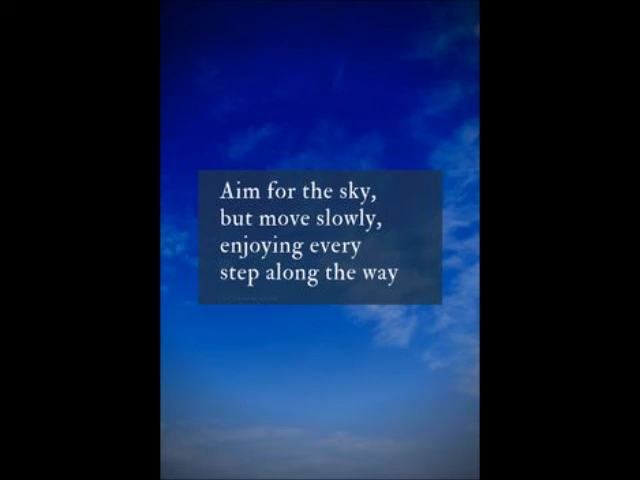 Aim for the sky,
but move slowly,
enjoying every
step along the way